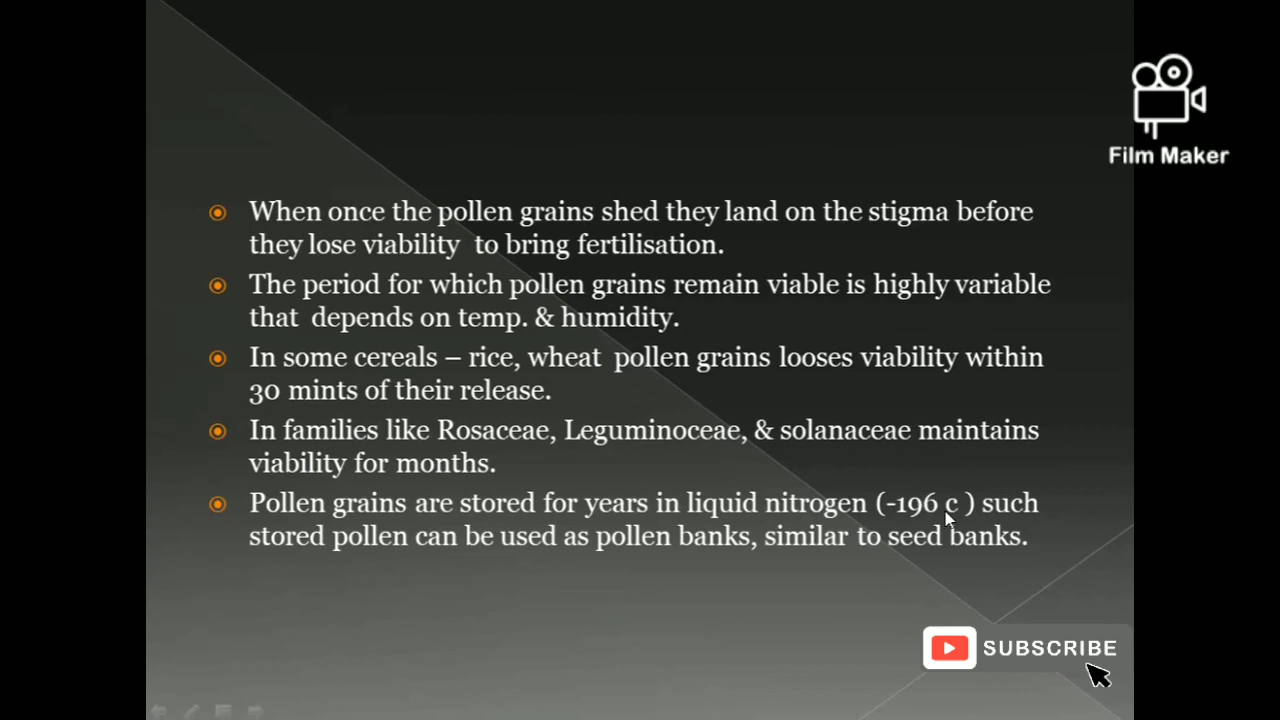 Film Maker
When once the pollen grains shed they land on the stigma before
they lose viability to bring fertilisation.
The period for which pollen grains remain viable is highly variable
that depends on temp. & humidity.
In some cereals – rice, wheat pollen grains looses viability within
30 mints of their release.
In families like Rosaceae, Leguminoceae, & solanaceae maintains
viability for months.
Pollen grains are stored for years in liquid nitrogen (-196 c ) such
stored pollen can be used as pollen banks, similar to seed banks.
SUBSCRIBE